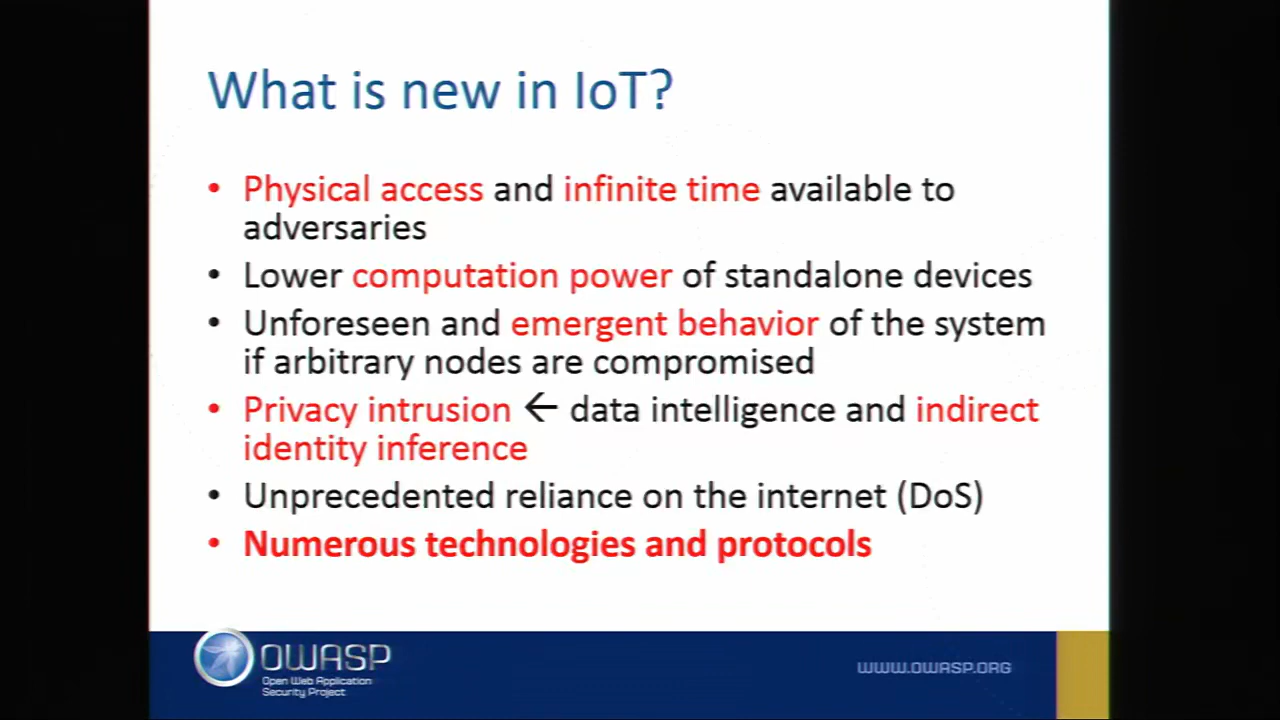 What is new in IoT?
• Physical access and infinite time available to
adversaries
• Lower computation power of standalone devices
• Unforeseen and emergent behavior of the system
if arbitrary nodes are compromised
• Privacy intrusion ← data intelligence and indirect
identity inference
• Unprecedented reliance on the internet (DoS)
• Numerous technologies and protocols
OWASP
Open Web Application
Security Project
WWW.OWASP.ORG